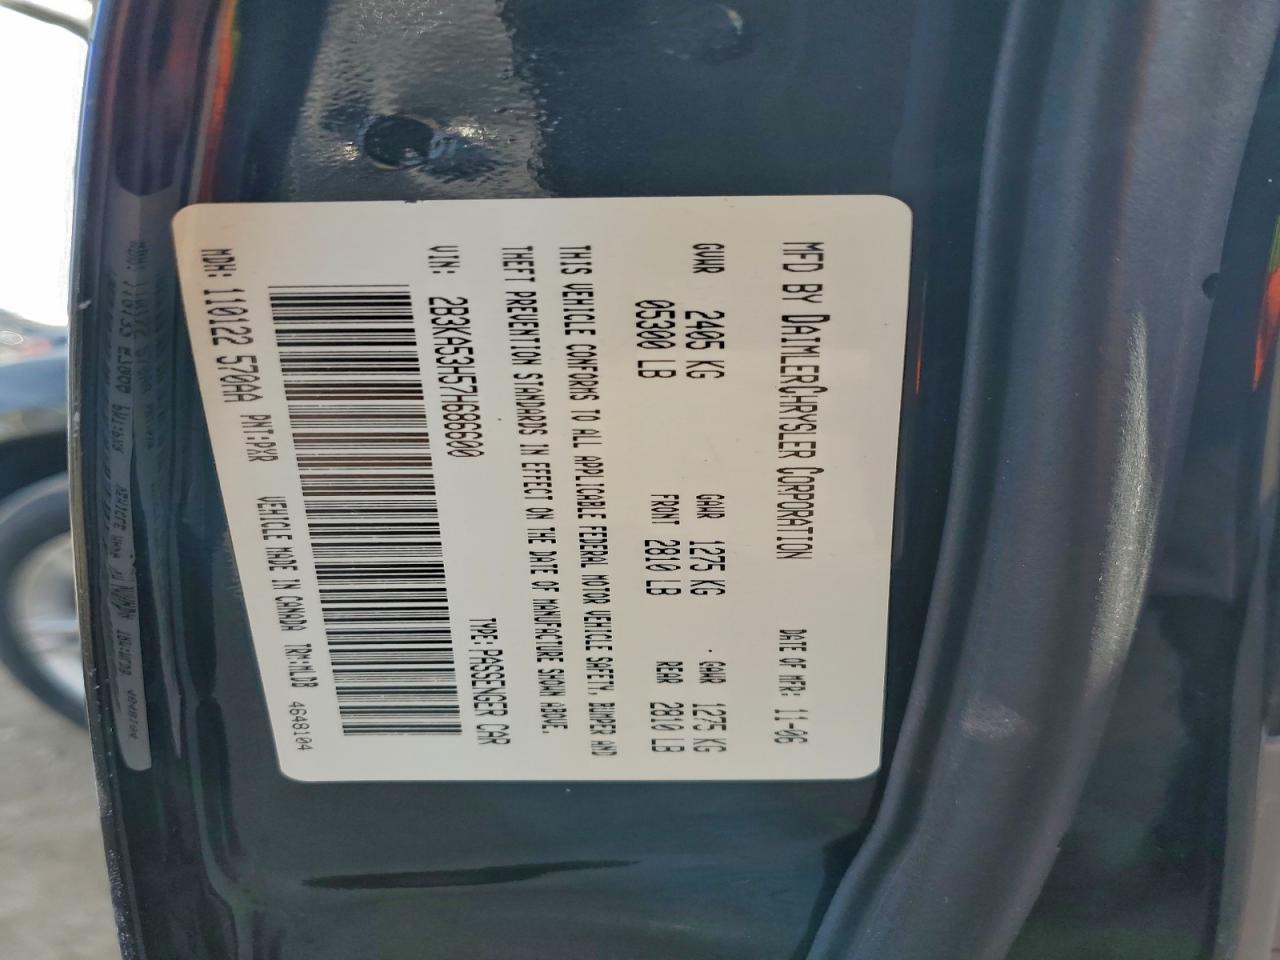 MFD BY DAIMLERCHRYSLER CORPORATION DATE OF MFR: 11-06
GVWR 2405 KG GAWR 1275 KG GAWR 1275 KG
05300 LB FRONT 2810 LB REAR 2810 LB
THIS VEHICLE CONFORMS TO ALL APPLICABLE FEDERAL MOTOR VEHICLE SAFETY, BUMPER AND
THEFT PREVENTION STANDARDS IN EFFECT ON THE DATE OF MANUFACTURE SHOWN ABOVE.
VIN: 2B3KA53H57H686600 TYPE: PASSENGER CAR
MDH: 110122 570AA PNT:PXR VEHICLE MADE IN CANADA TRM:MLDB 4648104